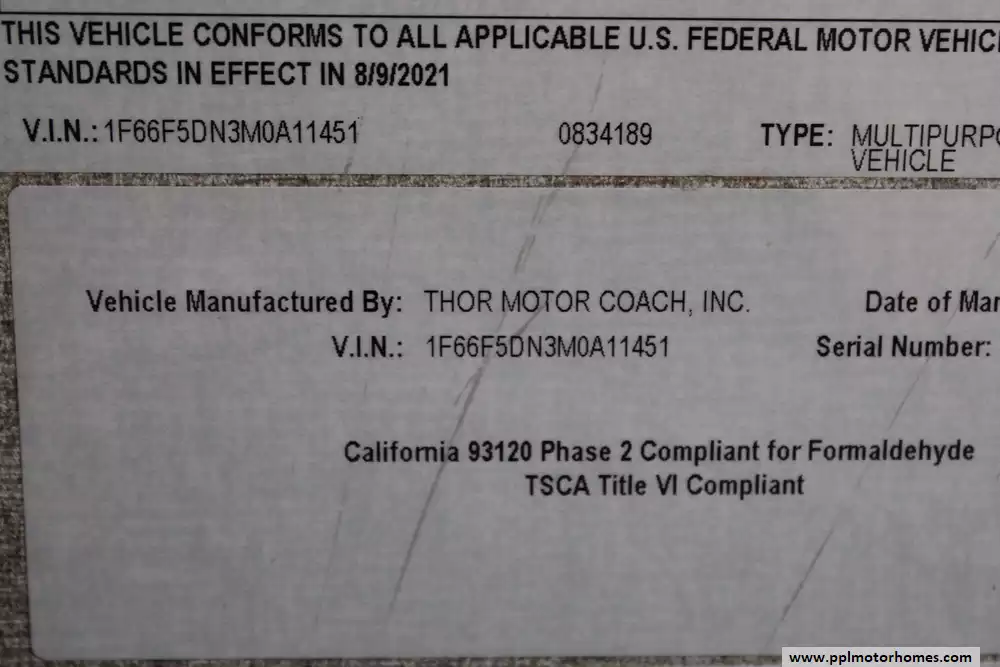 THIS VEHICLE CONFORMS TO ALL APPLICABLE U.S. FEDERAL MOTOR VEHIC
STANDARDS IN EFFECT IN 8/9/2021
V.I.N.: 1F66F5DN3M0A11451 0834189 TYPE: MULTIPURPO
VEHICLE
Vehicle Manufactured By: THOR MOTOR COACH, INC. Date of Man
V.I.N.: 1F66F5DN3M0A11451 Serial Number:
California 93120 Phase 2 Compliant for Formaldehyde
TSCA Title VI Compliant
www.pplmotorhomes.com